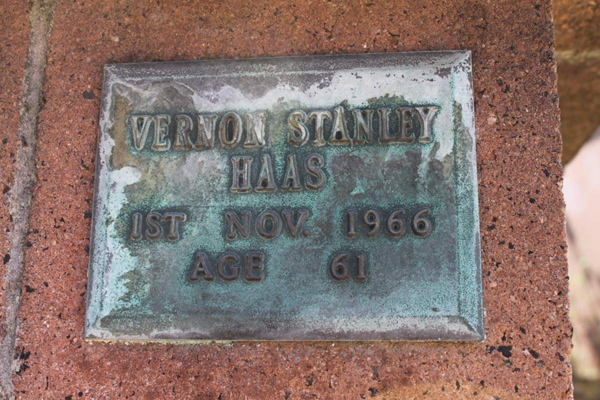 VERNON STANLEY
HAAS
1ST NOV. 1966
AGE 61